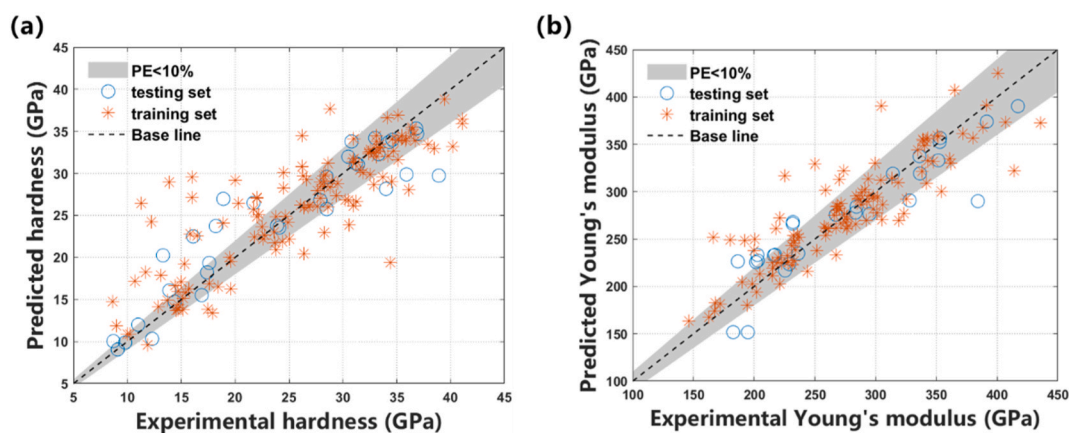 (a)
45
40
35
30
25
20
15
10
5
5 10 15 20 25 30 35 40 45
Predicted hardness (GPa)
Experimental hardness (GPa)
PE<10%
testing set
training set
Base line
(b)
450
400
350
300
250
200
150
100
100 150 200 250 300 350 400 450
Predicted Young's modulus (GPa)
Experimental Young's modulus (GPa)
PE<10%
testing set
training set
Base line